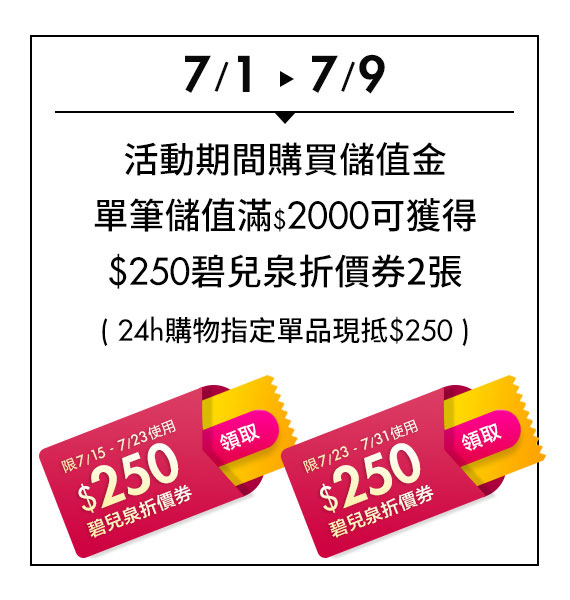 7/1 ▸ 7/9
活動期間購買儲值金
單筆儲值滿$2000可獲得
$250碧兒泉折價券2張
( 24h購物指定單品現抵$250 )
限7/15 - 7/23使用
$250
碧兒泉折價券
領取
限7/23 - 7/31使用
$250
碧兒泉折價券
領取